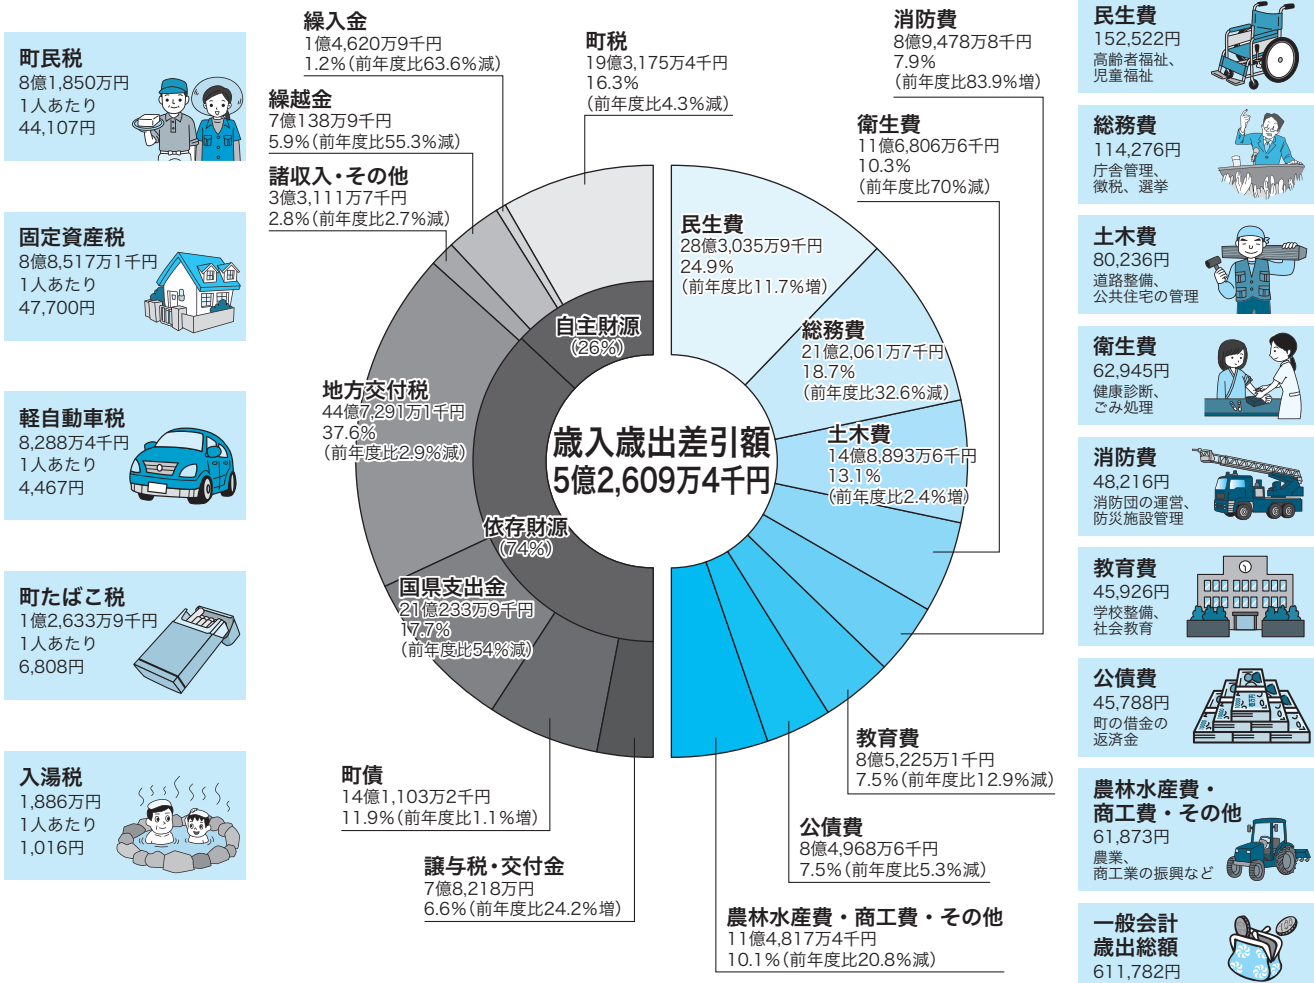 町民税
8億1,850万円
1人あたり
44,107円
固定資産税
8億8,517万1千円
1人あたり
47,700円
軽自動車税
8,288万4千円
1人あたり
4,467円
町たばこ税
1億2,633万9千円
1人あたり
6,808円
入湯税
1,886万円
1人あたり
1,016円
繰入金
1億4,620万9千円
1.2%(前年度比63.6%減)
繰越金
7億138万9千円
5.9%(前年度比55.3%減)
諸収入・その他
3億3,111万7千円
2.8%(前年度比2.7%減)
町税
19億3,175万4千円
16.3%
(前年度比4.3%減)
自主財源
(26%)
地方交付税
44億7,291万1千円
37.6%
(前年度比2.9%減)
依存財源
(74%)
国県支出金
21億233万9千円
17.7%
(前年度比54%減)
町債
14億1,103万2千円
11.9%(前年度比1.1%増)
譲与税・交付金
7億8,218万円
6.6%(前年度比24.2%増)
歳入歳出差引額
5億2,609万4千円
消防費
8億9,478万8千円
7.9%
(前年度比83.9%増)
衛生費
11億6,806万6千円
10.3%
(前年度比70%減)
民生費
28億3,035万9千円
24.9%
(前年度比11.7%増)
総務費
21億2,061万7千円
18.7%
(前年度比32.6%減)
土木費
14億8,893万6千円
13.1%
(前年度比2.4%増)
教育費
8億5,225万1千円
7.5%(前年度比12.9%減)
公債費
8億4,968万6千円
7.5%(前年度比5.3%減)
農林水産費・商工費・その他
11億4,817万4千円
10.1%(前年度比20.8%減)
民生費
152,522円
高齢者福祉、
児童福祉
総務費
114,276円
庁舎管理、
徴税、選挙
土木費
80,236円
道路整備、
公共住宅の管理
衛生費
62,945円
健康診断、
ごみ処理
消防費
48,216円
消防団の運営、
防災施設管理
教育費
45,926円
学校整備、
社会教育
公債費
45,788円
町の借金の
返済金
農林水産費・
商工費・その他
61,873円
農業、
商工業の振興など
一般会計
歳出総額
611,782円